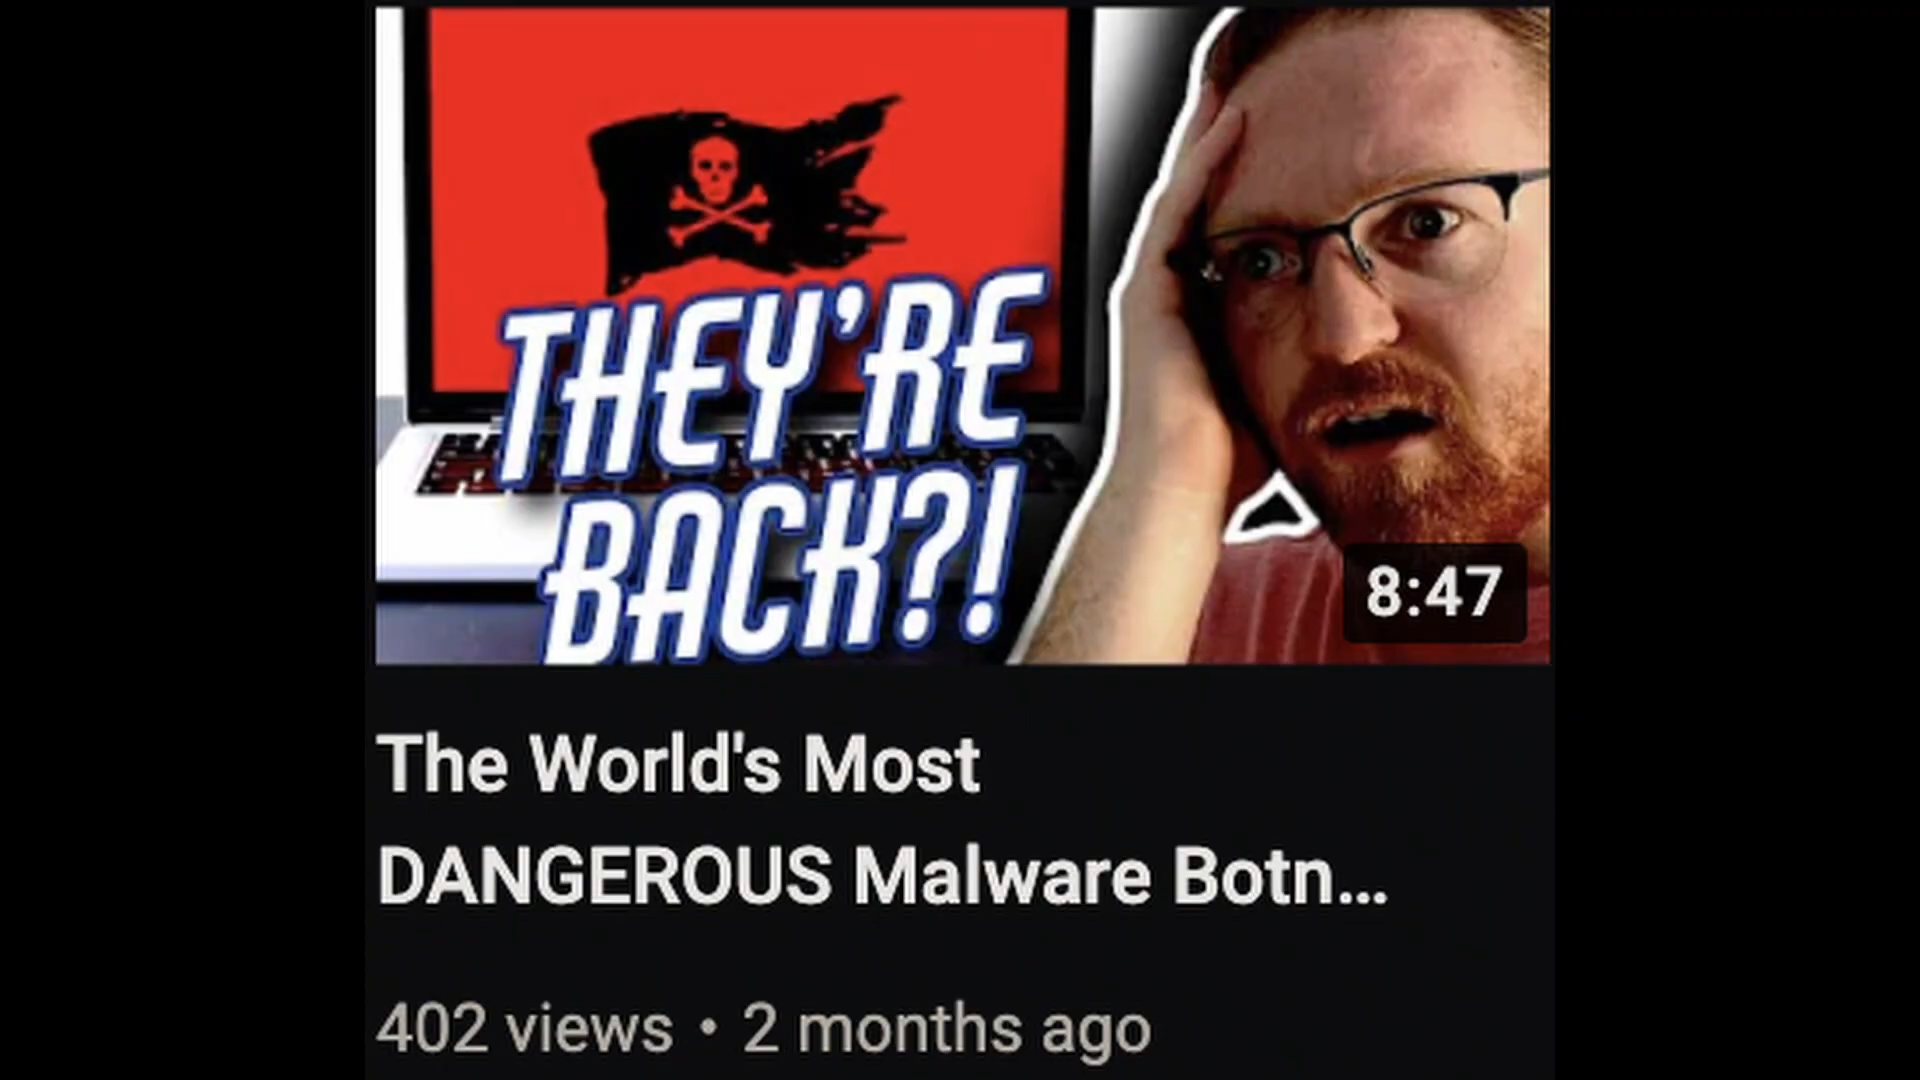 THEY'RE
BACK?!
8:47
The World's Most
DANGEROUS Malware Botn...
402 views • 2 months ago